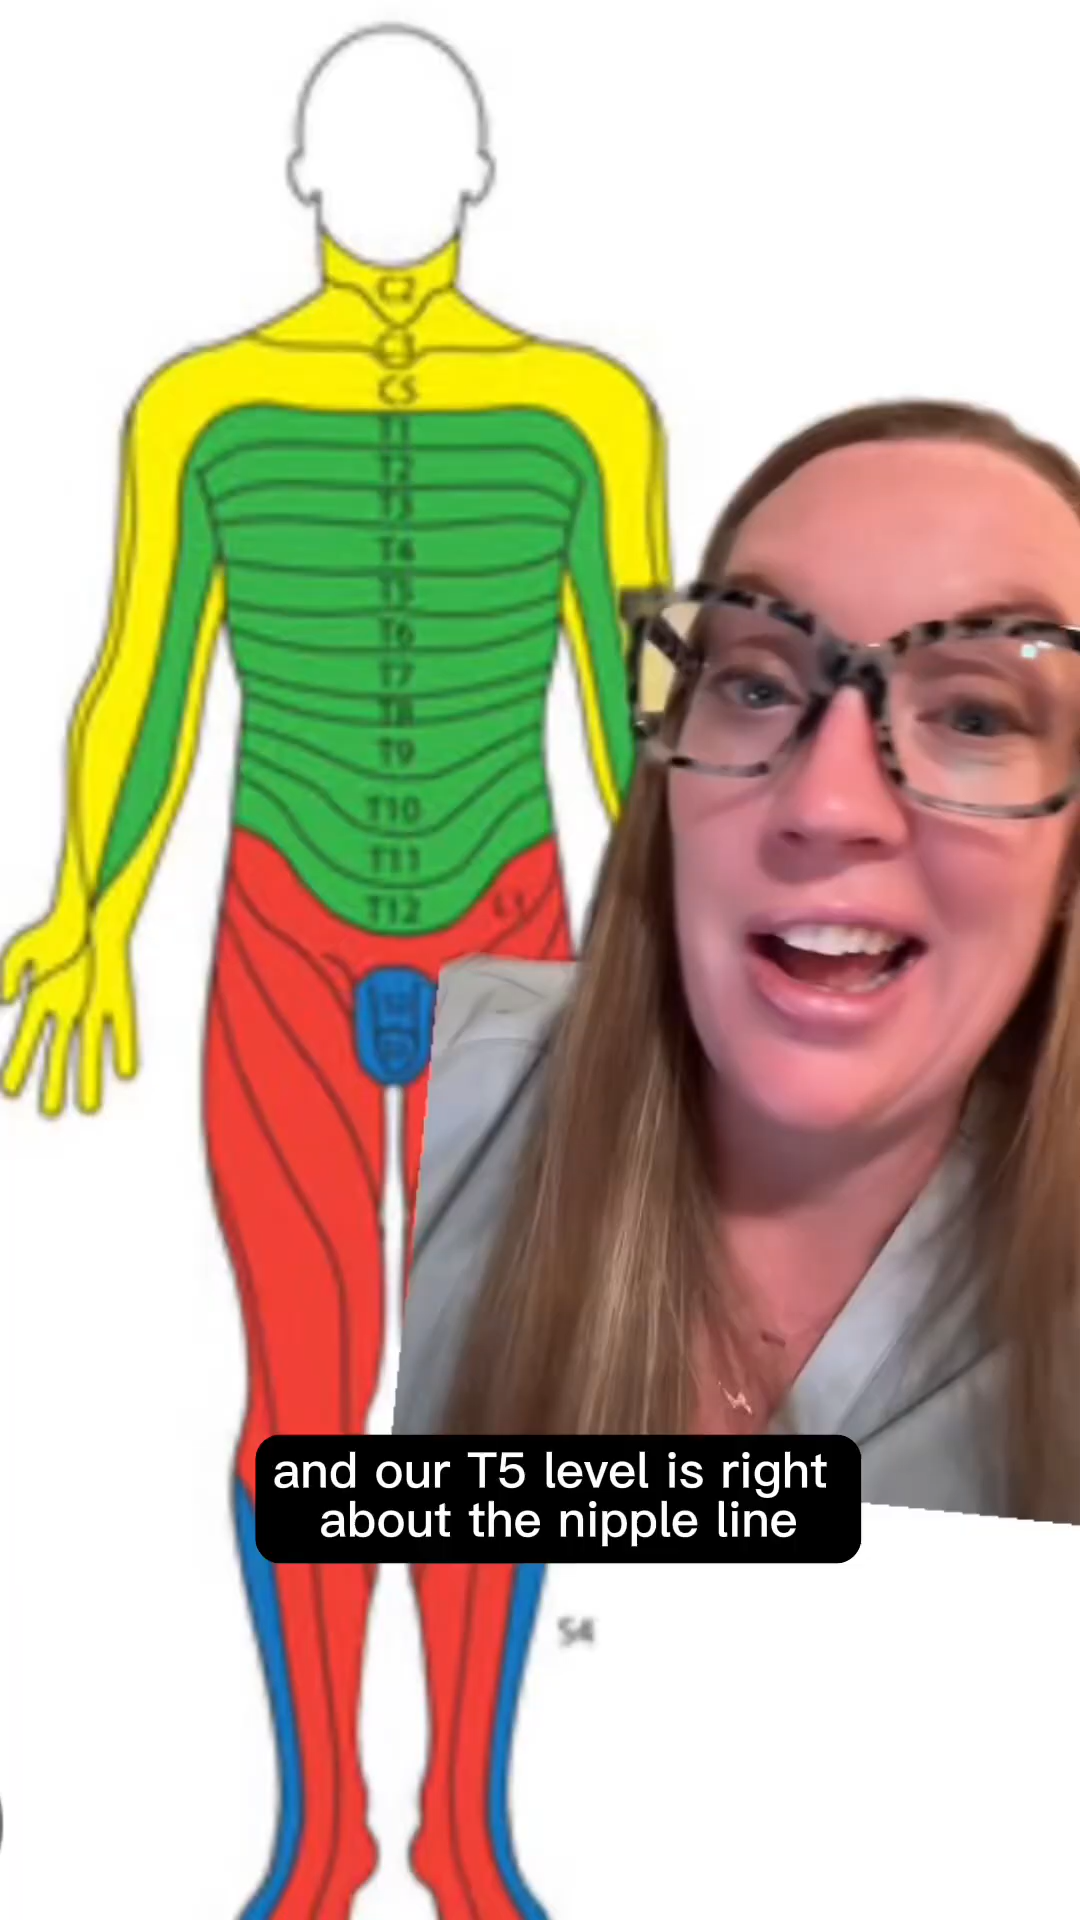 C2
C3
C5
T1
T2
T3
T4
T5
T6
T7
T8
T9
T10
T11
T12
L1
and our T5 level is right
about the nipple line
S4